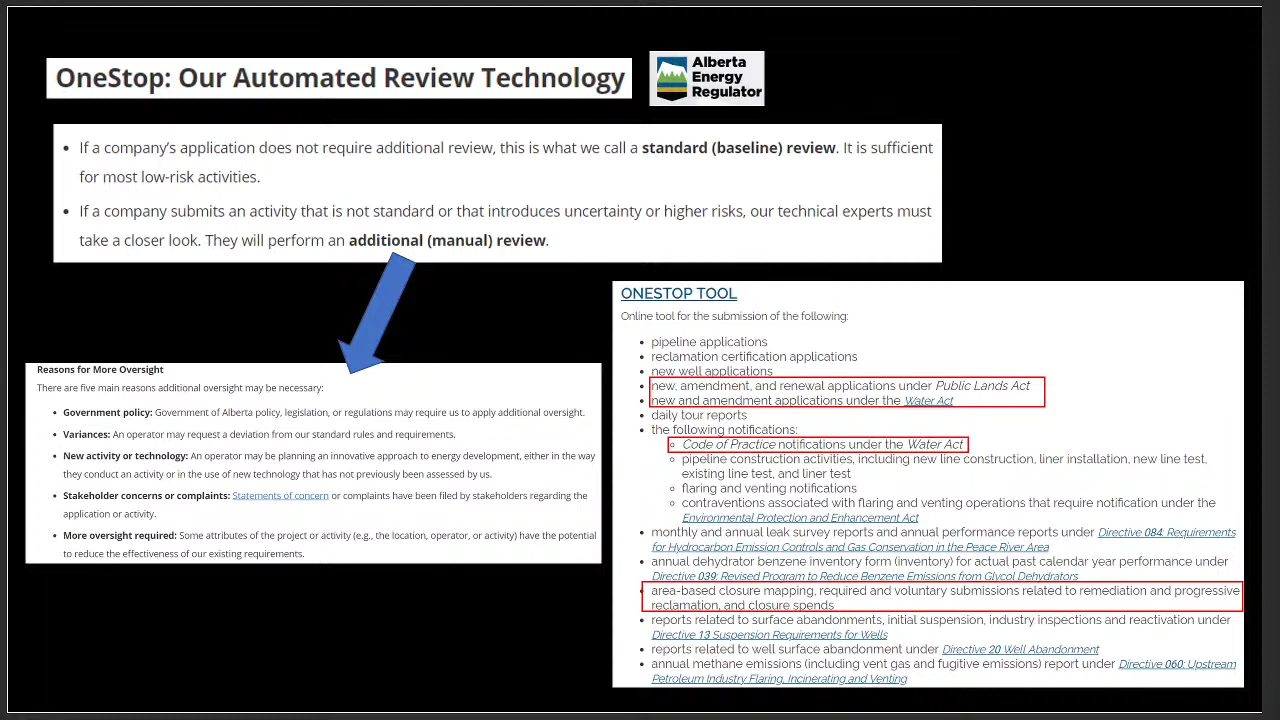 OneStop: Our Automated Review Technology
Alberta
Energy
Regulator
• If a company's application does not require additional review, this is what we call a standard (baseline) review. It is sufficient
for most low-risk activities.
• If a company submits an activity that is not standard or that introduces uncertainty or higher risks, our technical experts must
take a closer look. They will perform an additional (manual) review.
Reasons for More Oversight
There are five main reasons additional oversight may be necessary:
• Government policy: Government of Alberta policy, legislation, or regulations may require us to apply additional oversight.
• Variances: An operator may request a deviation from our standard rules and requirements.
• New activity or technology: An operator may be planning an innovative approach to energy development, either in the way
they conduct an activity or in the use of new technology that has not previously been assessed by us.
• Stakeholder concerns or complaints: Statements of concern or complaints have been filed by stakeholders regarding the
application or activity.
• More oversight required: Some attributes of the project or activity (e.g., the location, operator, or activity) have the potential
to reduce the effectiveness of our existing requirements.
ONESTOP TOOL
Online tool for the submission of the following:
• pipeline applications
• reclamation certification applications
• new well applications
• new, amendment, and renewal applications under Public Lands Act
• new and amendment applications under the Water Act
• daily tour reports
• the following notifications:
○ Code of Practice notifications under the Water Act
○ pipeline construction activities, including new line construction, liner installation, new line test,
existing line test, and liner test
○ flaring and venting notifications
○ contraventions associated with flaring and venting operations that require notification under the
Environmental Protection and Enhancement Act
• monthly and annual leak survey reports and annual performance reports under Directive 084: Requirements
for Hydrocarbon Emission Controls and Gas Conservation in the Peace River Area
• annual dehydrator benzene inventory form (inventory) for actual past calendar year performance under
Directive 039: Revised Program to Reduce Benzene Emissions from Glycol Dehydrators
• area-based closure mapping, required and voluntary submissions related to remediation and progressive
reclamation, and closure spends
• reports related to surface abandonments, initial suspension, industry inspections and reactivation under
Directive 13 Suspension Requirements for Wells
• reports related to well surface abandonment under Directive 20 Well Abandonment
• annual methane emissions (including vent gas and fugitive emissions) report under Directive 060: Upstream
Petroleum Industry Flaring, Incinerating and Venting